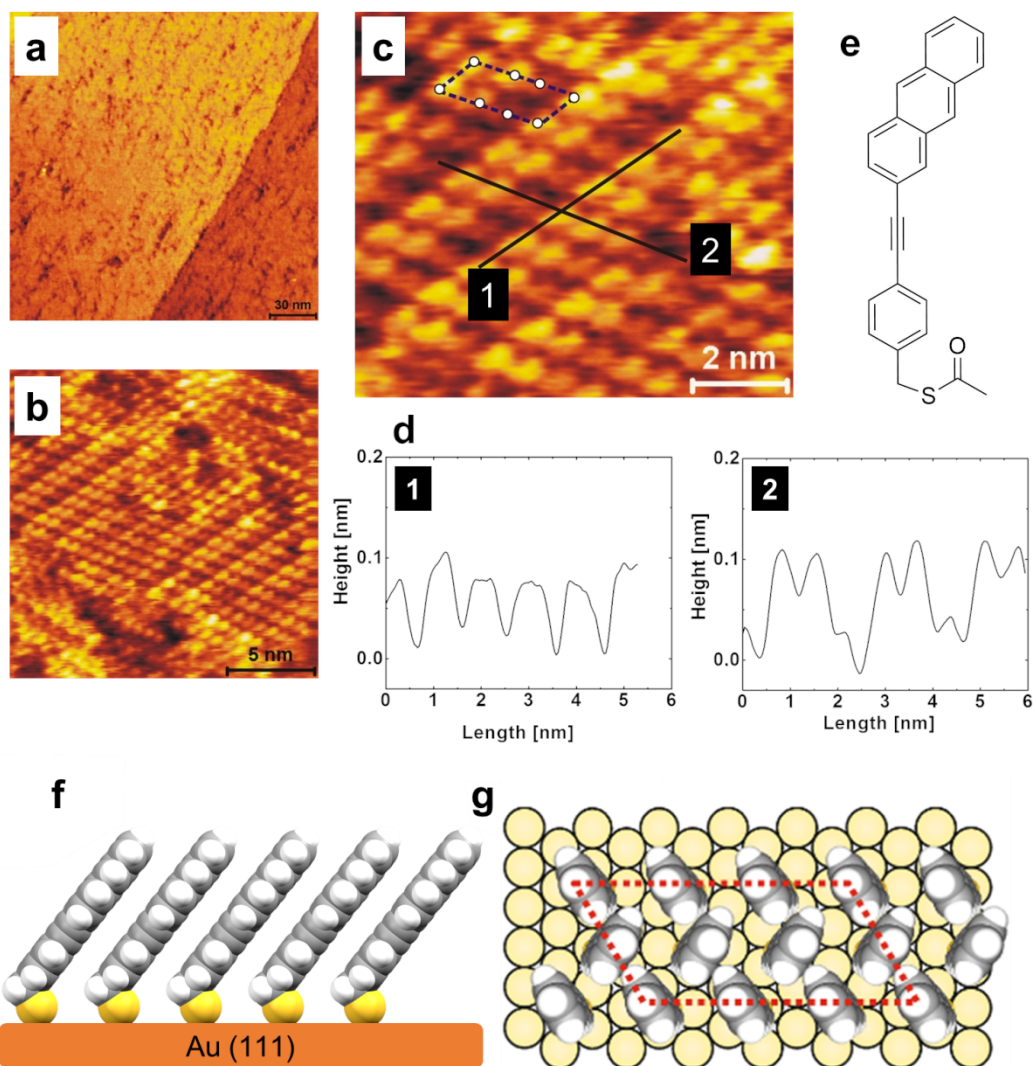 a
30 nm
b
5 nm
c
1
2
2 nm
d
1
Height [nm]
0.2
0.1
0.0
0 1 2 3 4 5 6
Length [nm]
2
Height [nm]
0.2
0.1
0.0
0 1 2 3 4 5 6
Length [nm]
e
O
S
f
Au (111)
g